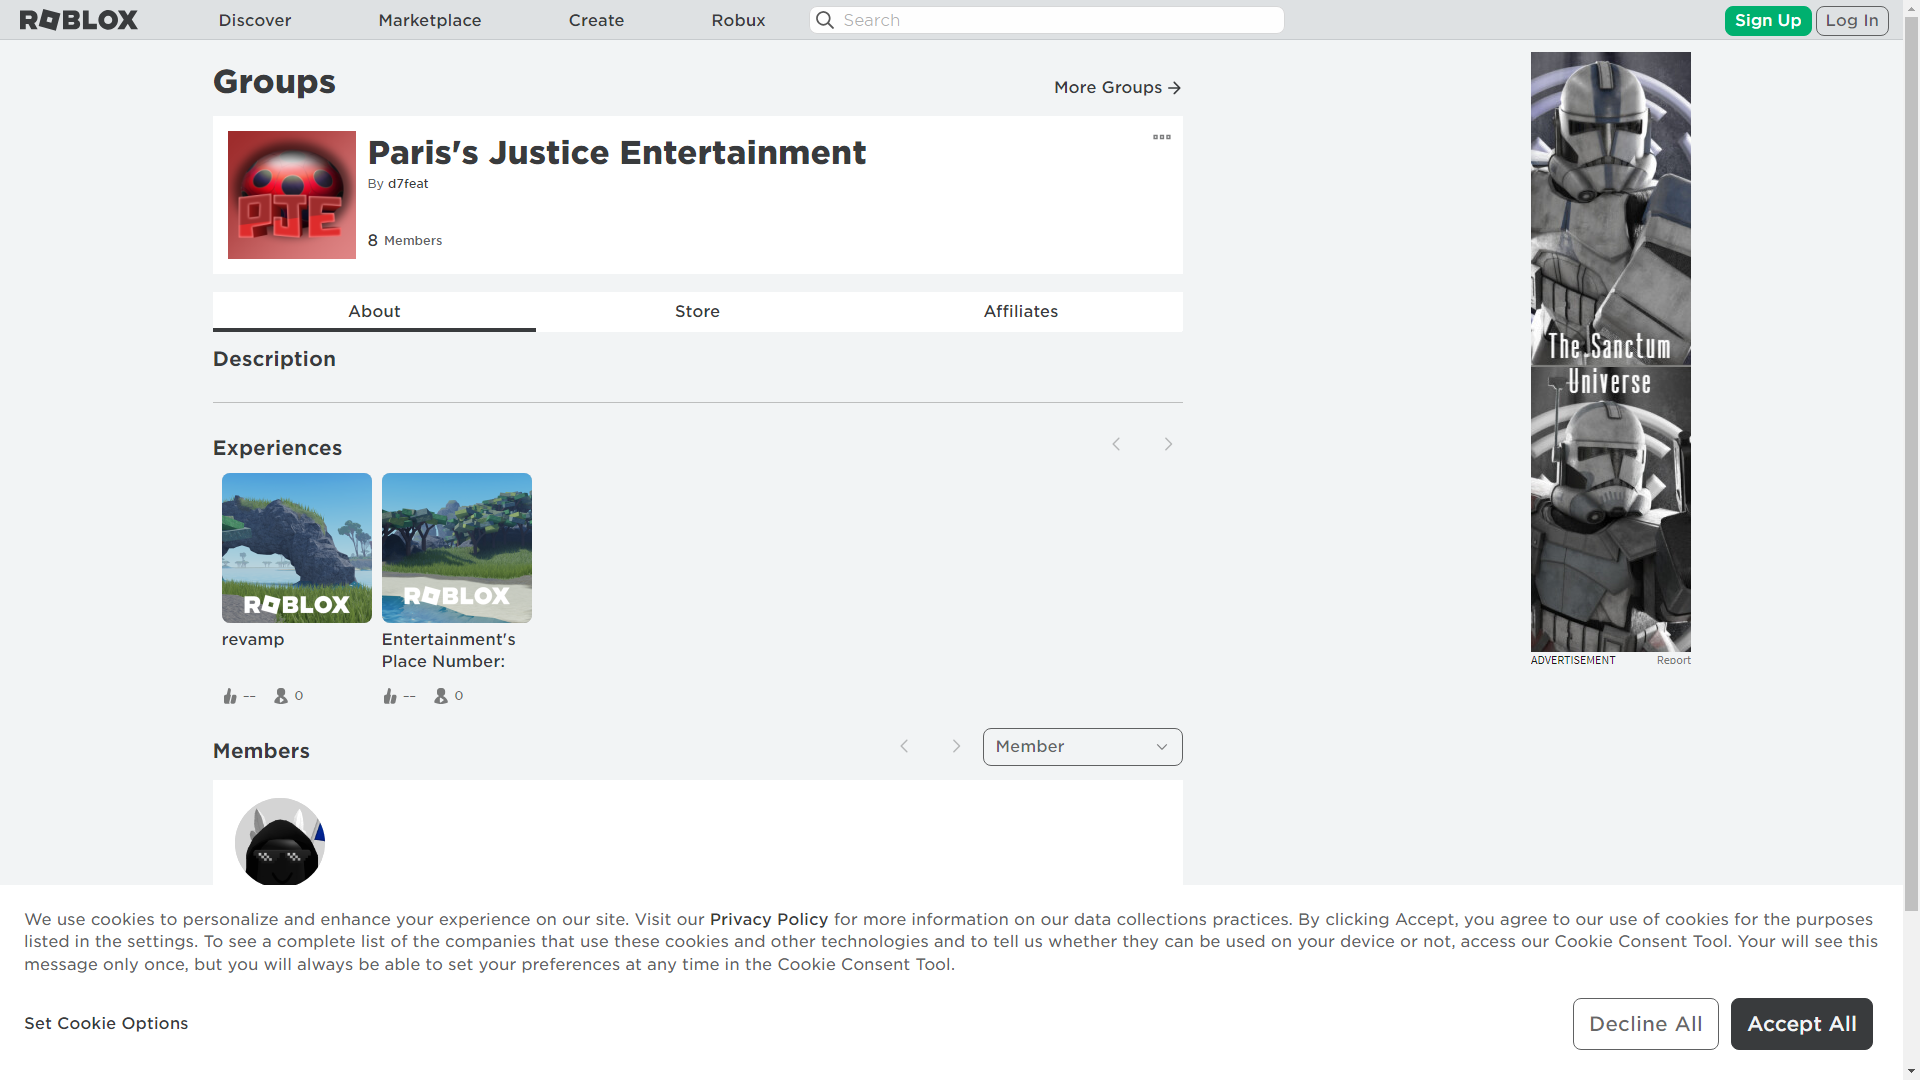 ROBLOX
Discover
Marketplace
Create
Robux
Search
Sign Up
Log In
Groups
More Groups
PJE
Paris's Justice Entertainment
By d7feat
8 Members
About
Store
Affiliates
Description
Experiences
ROBLOX
ROBLOX
revamp
Entertainment's
Place Number:
-- 0
-- 0
Members
Member
The Sanctum
Universe
ADVERTISEMENT
Report
We use cookies to personalize and enhance your experience on our site. Visit our Privacy Policy for more information on our data collections practices. By clicking Accept, you agree to our use of cookies for the purposes
listed in the settings. To see a complete list of the companies that use these cookies and other technologies and to tell us whether they can be used on your device or not, access our Cookie Consent Tool. Your will see this
message only once, but you will always be able to set your preferences at any time in the Cookie Consent Tool.
Set Cookie Options
Decline All
Accept All